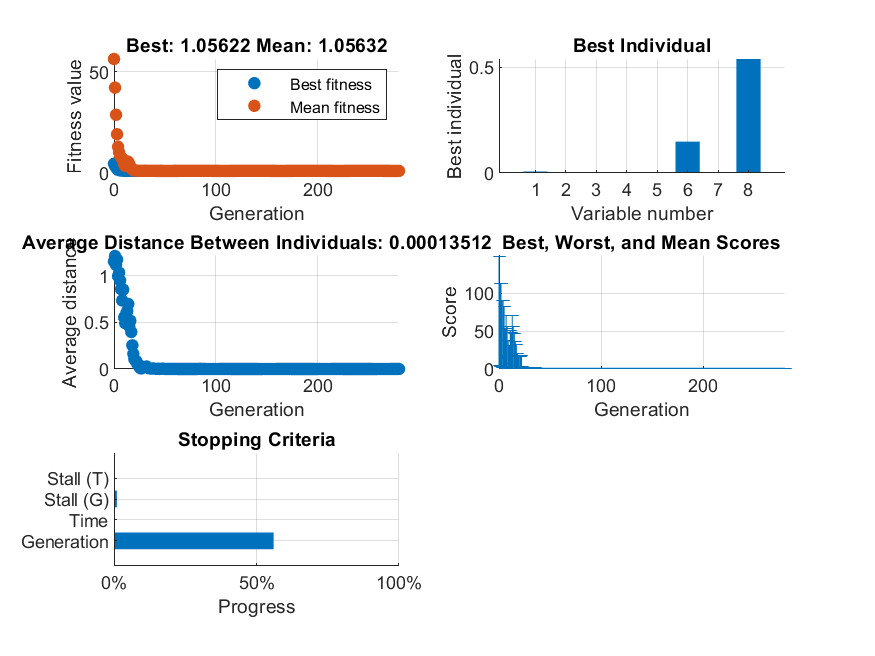 Best: 1.05622 Mean: 1.05632
Fitness value
50
0
Best fitness
Mean fitness
0 100 200
Generation
Best Individual
Best individual
0.5
0
1 2 3 4 5 6 7 8
Variable number
Average Distance Between Individuals: 0.00013512
Average distance
1
0.5
0
0 100 200
Generation
Best, Worst, and Mean Scores
Score
100
50
0
0 100 200
Generation
Stopping Criteria
Stall (T)
Stall (G)
Time
Generation
0% 50% 100%
Progress